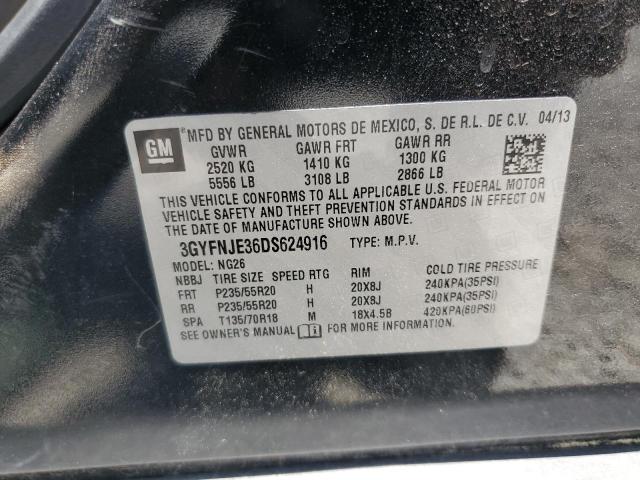 GM
MFD BY GENERAL MOTORS DE MEXICO, S. DE R.L. DE C.V. 04/13
GVWR GAWR FRT GAWR RR
2520 KG 1410 KG 1300 KG
5556 LB 3108 LB 2866 LB
THIS VEHICLE CONFORMS TO ALL APPLICABLE U.S. FEDERAL MOTOR
VEHICLE SAFETY AND THEFT PREVENTION STANDARDS IN EFFECT ON
THE DATE OF MANUFACTURE SHOWN ABOVE.
3GYFNJE36DS624916 TYPE: M.P.V.
MODEL: NG26
NBBJ TIRE SIZE SPEED RTG RIM COLD TIRE PRESSURE
FRT P235/55R20 H 20X8J 240KPA(35PSI)
RR P235/55R20 H 20X8J 240KPA(35PSI)
SPA T135/70R18 M 18X4.5B 420KPA(60PSI)
SEE OWNER'S MANUAL FOR MORE INFORMATION.